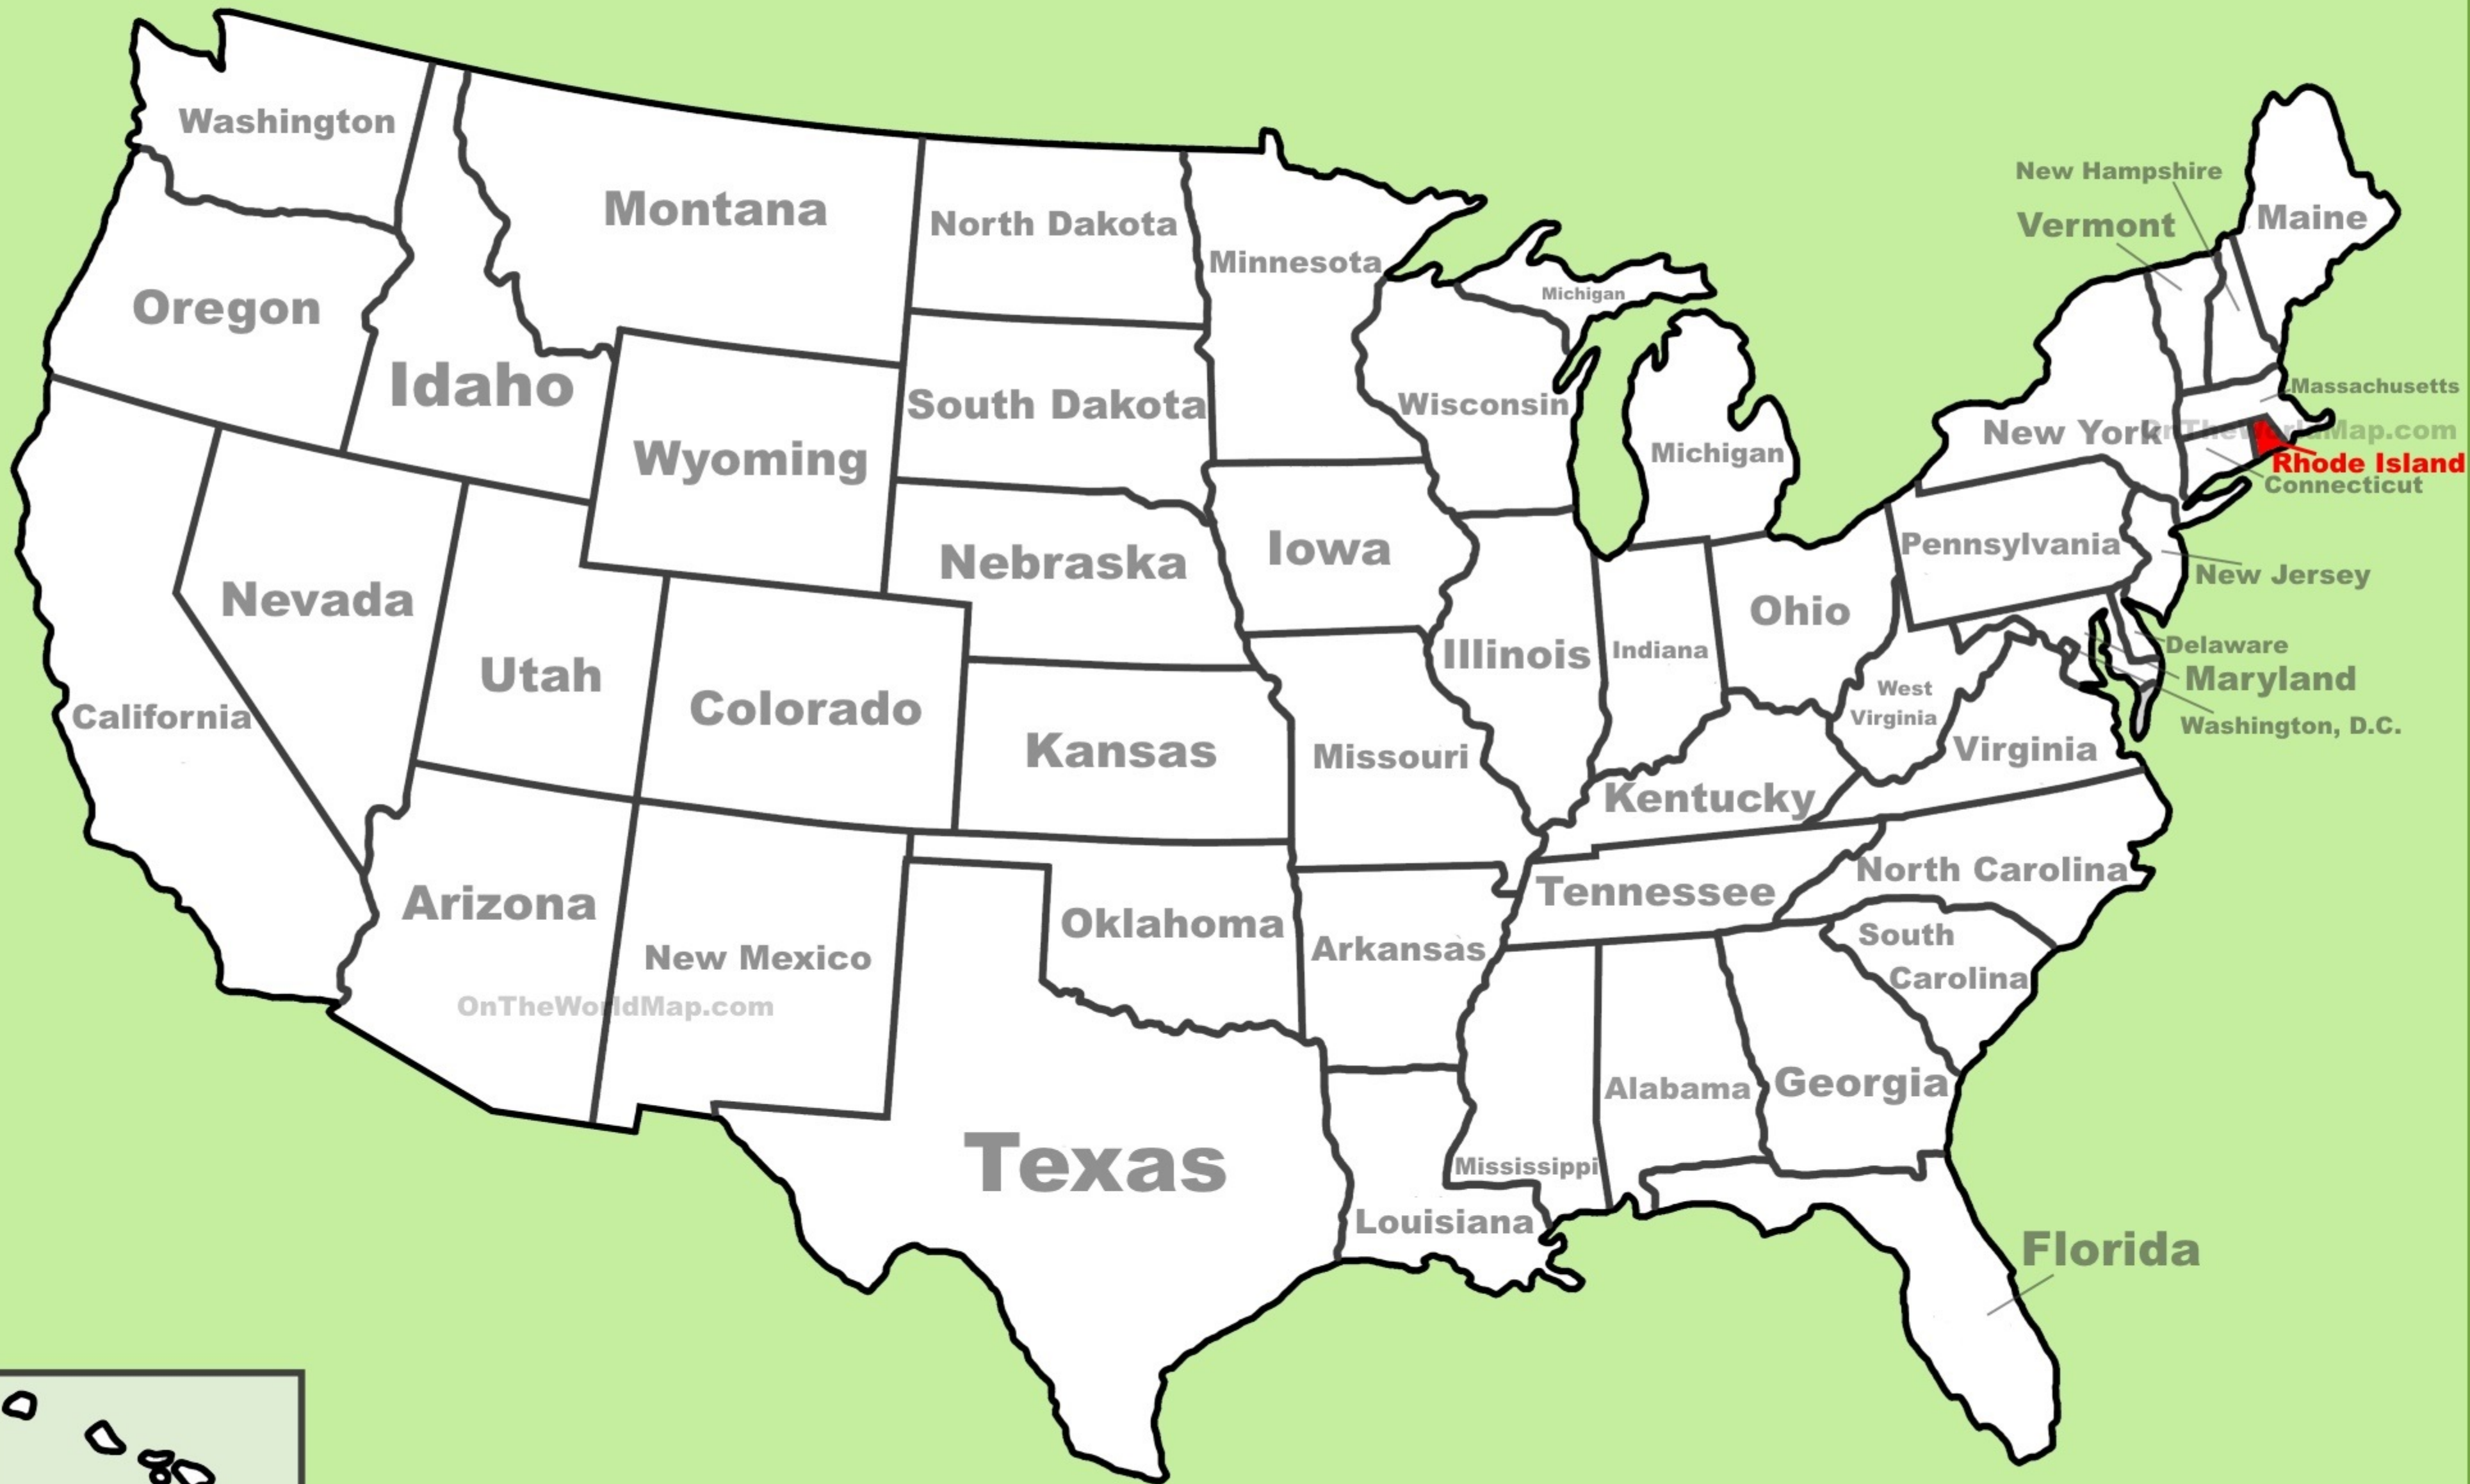 Washington
Montana
North Dakota
Minnesota
New Hampshire
Vermont
Maine
Oregon
Idaho
Michigan
South Dakota
Wisconsin
Massachusetts
Wyoming
Michigan
New York
OnTheWorldMap.com
Rhode Island
Connecticut
Nevada
Nebraska
Iowa
Pennsylvania
New Jersey
Ohio
Utah
Colorado
Illinois
Indiana
Delaware
Maryland
West
Virginia
Washington, D.C.
California
Kansas
Missouri
Virginia
Kentucky
Arizona
New Mexico
Oklahoma
Arkansas
Tennessee
North Carolina
South
Carolina
OnTheWorldMap.com
Texas
Alabama
Georgia
Mississippi
Louisiana
Florida